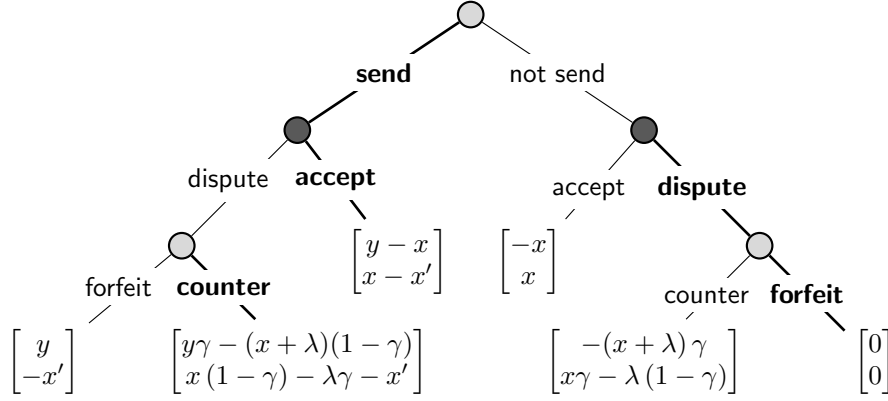 send not send
dispute accept accept dispute
[y − x
x − x′] [−x
x]
forfeit counter counter forfeit
[y
−x′] [yγ − (x + λ)(1 − γ)
x (1 − γ) − λγ − x′] [−(x + λ) γ
xγ − λ (1 − γ)] [0
0]